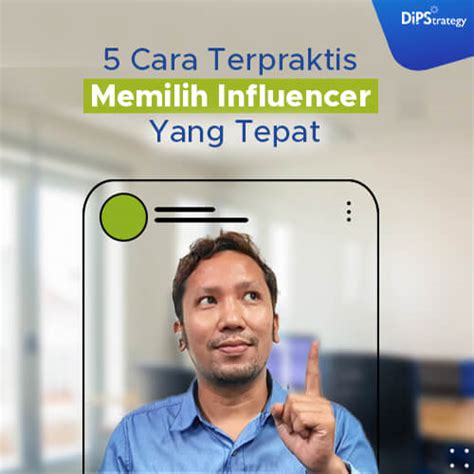 DiPStrategy
5 Cara Terpraktis
Memilih Influencer
Yang Tepat